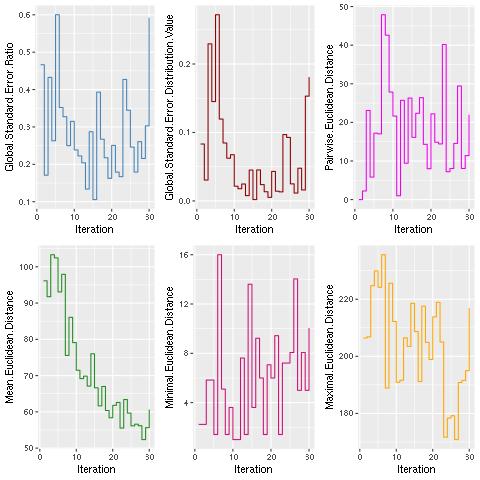 Global.Standard.Error.Ratio
0.6
0.5
0.4
0.3
0.2
0.1
0 10 20 30
Iteration
Global.Standard.Error.Distribution.Value
0.2
0.1
0.0
0 10 20 30
Iteration
Pairwise.Euclidean.Distance
50
40
30
20
10
0
0 10 20 30
Iteration
Mean.Euclidean.Distance
100
90
80
70
60
50
0 10 20 30
Iteration
Minimal.Euclidean.Distance
16
12
8
4
0 10 20 30
Iteration
Maximal.Euclidean.Distance
220
200
180
0 10 20 30
Iteration